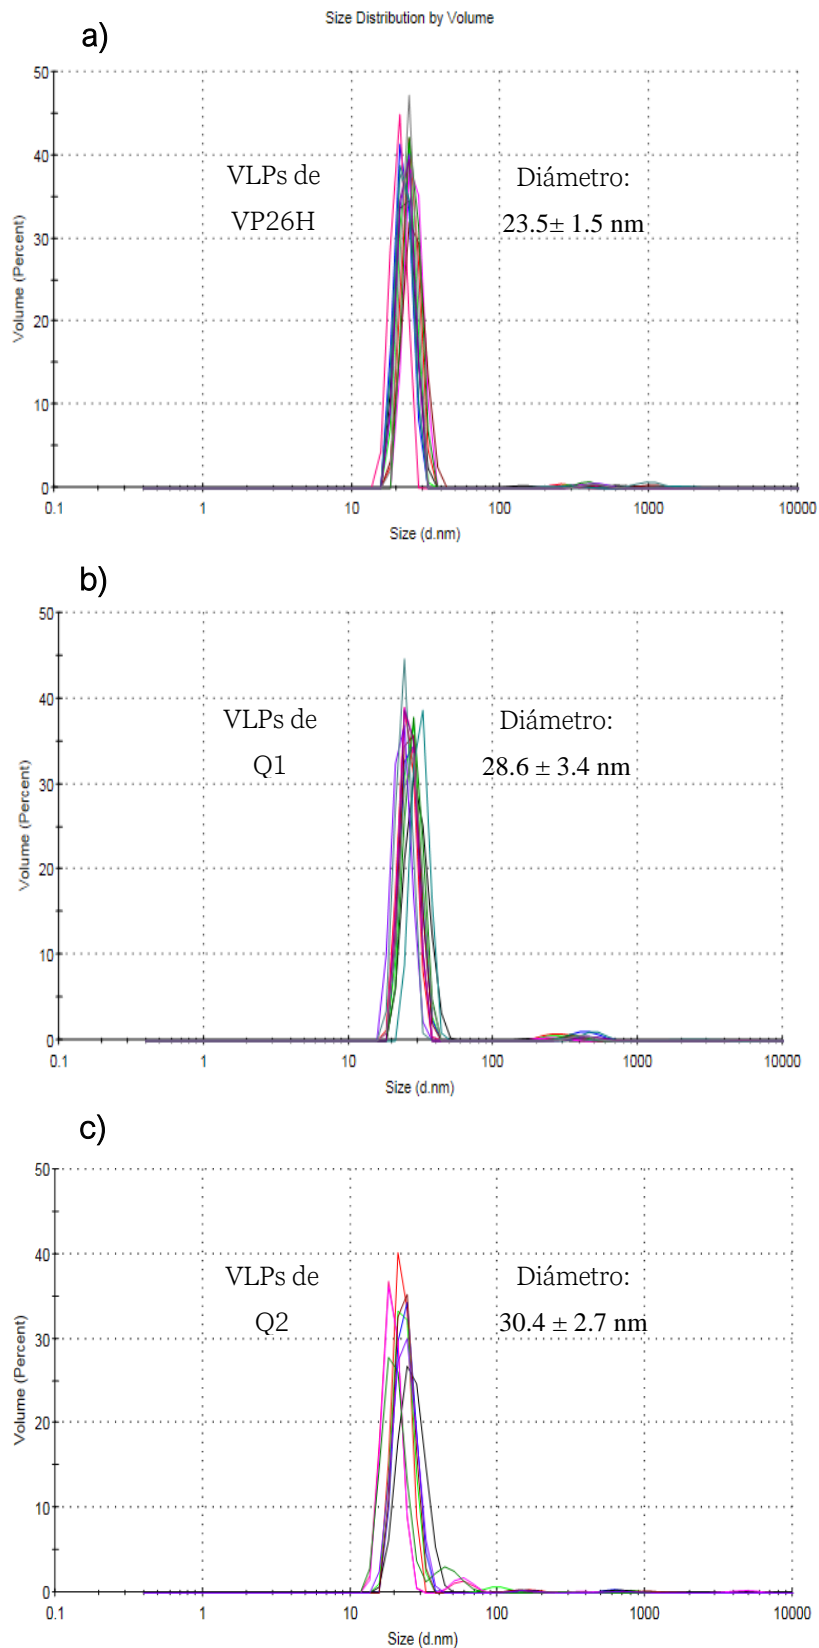 Size Distribution by Volume
a)
50
40
30
20
10
0
Volume (Percent)
VLPs de
VP26H
Diámetro:
23.5± 1.5 nm
0.1 1 10 100 1000 10000
Size (d.nm)
b)
50
40
30
20
10
0
Volume (Percent)
VLPs de
Q1
Diámetro:
28.6 ± 3.4 nm
0.1 1 10 100 1000 10000
Size (d.nm)
c)
50
40
30
20
10
0
Volume (Percent)
VLPs de
Q2
Diámetro:
30.4 ± 2.7 nm
0.1 1 10 100 1000 10000
Size (d.nm)